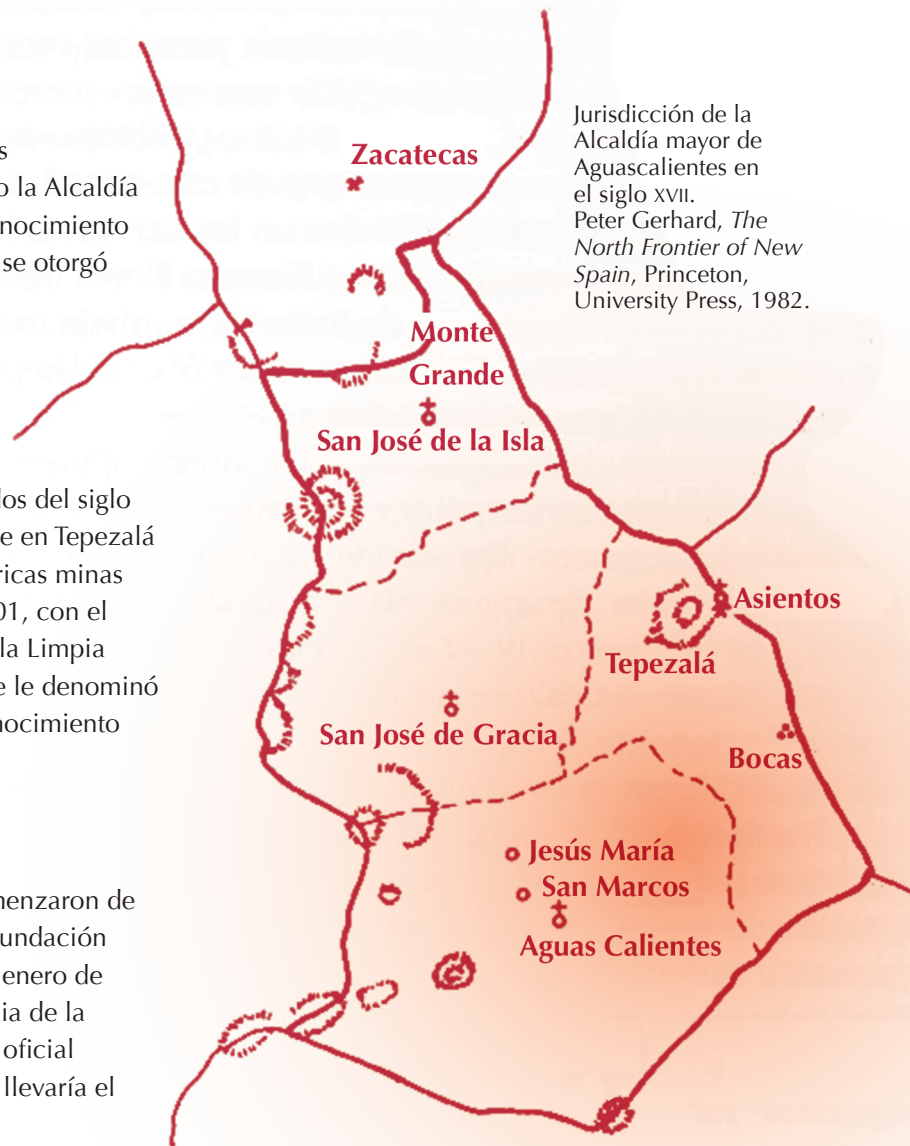 s
o la Alcaldía
nocimiento
se otorgó
los del siglo
e en Tepezalá
ricas minas
01, con el
la Limpia
e le denominó
nocimiento
menzaron de
undación
enero de
ia de la
oficial
llevaría el
Jurisdicción de la
Alcaldía mayor de
Aguascalientes en
el siglo XVII.
Peter Gerhard, The
North Frontier of New
Spain, Princeton,
University Press, 1982.
Zacatecas
Monte
Grande
San José de la Isla
Asientos
Tepezalá
San José de Gracia
Bocas
Jesús María
San Marcos
Aguas Calientes